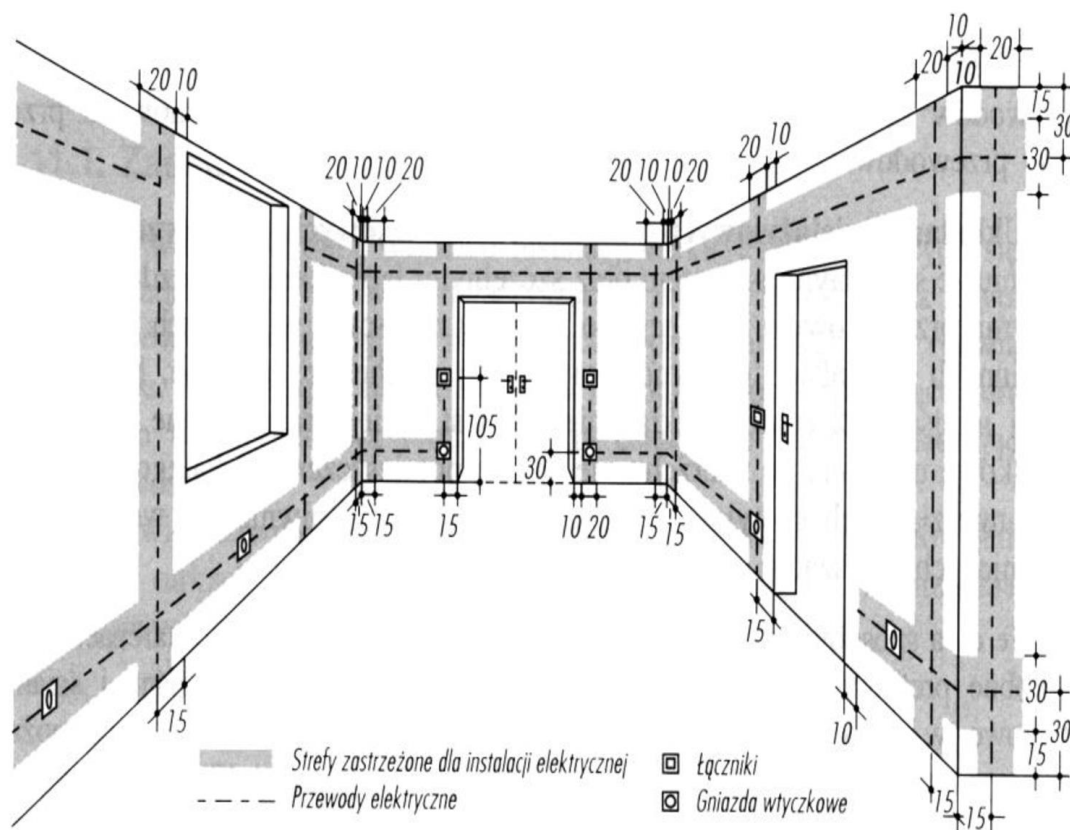 10
20 20
10
20 10 20 10 15
30
30
20 10 10 20 20 10 10 20
105
30
15 15 15 10 20 15 15
15
15
10
30
30
15
15 15
Strefy zastrzeżone dla instalacji elektrycznej
Łączniki
Przewody elektryczne
Gniazda wtyczkowe